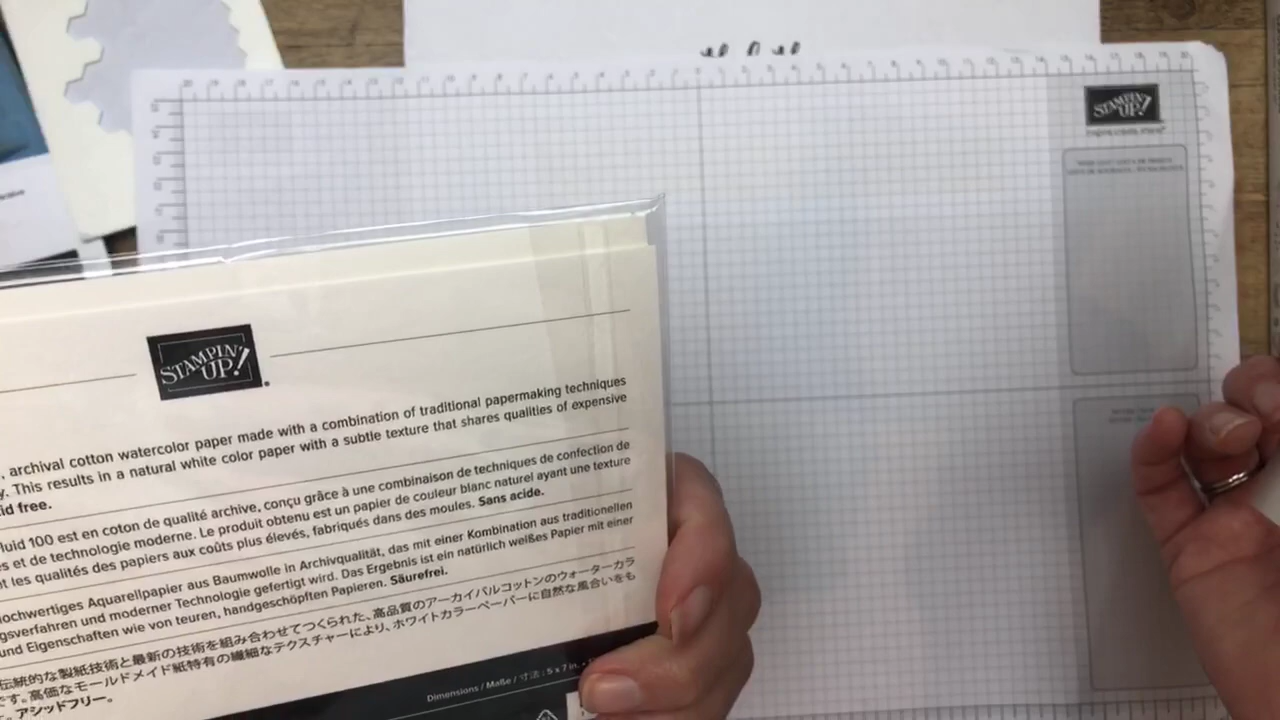 STAMPIN' UP!
STAMPIN' UP!®
, archival cotton watercolor paper made with a combination of traditional papermaking techniques
y. This results in a natural white color paper with a subtle texture that shares qualities of expensive
id free.
luid 100 est en coton de qualité archive, conçu grâce à une combinaison de techniques de confection de
es et de technologie moderne. Le produit obtenu est un papier de couleur blanc naturel ayant une texture
t les qualités des papiers aux coûts plus élevés, fabriqués dans des moules. Sans acide.
ochwertiges Aquarellpapier aus Baumwolle in Archivqualität, das mit einer Kombination aus traditionellen
gsverfahren und moderner Technologie gefertigt wird. Das Ergebnis ist ein natürlich weißes Papier mit einer
und Eigenschaften wie von teuren, handgeschöpften Papieren. Säurefrei.
伝統的な製紙技術と最新の技術を組み合わせてつくられた、高品質のアーカイバルコットンのウォーターカラ
です。高価なモールドメイド紙特有の繊細なテクスチャーにより、ホワイトカラーペーパーに自然な風合いをも
。アシッドフリー。
Dimensions / Maße / 寸法 : 5 x 7 in.